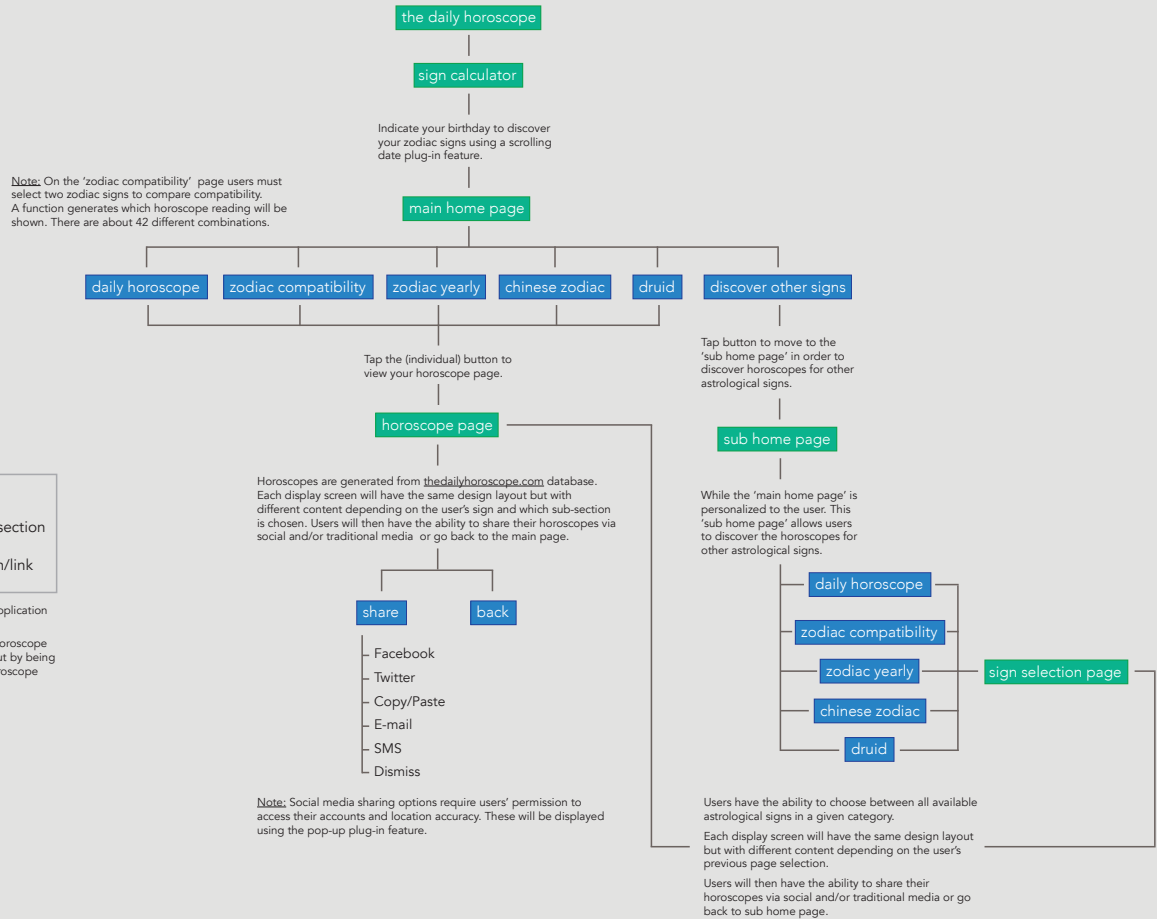 the daily horoscope
sign calculator
Indicate your birthday to discover
your zodiac signs using a scrolling
date plug-in feature.
Note: On the ‘zodiac compatibility’ page users must
select two zodiac signs to compare compatibility.
A function generates which horoscope reading will be
shown. There are about 42 different combinations.
main home page
daily horoscope
zodiac compatibility
zodiac yearly
chinese zodiac
druid
discover other signs
Tap the (individual) button to
view your horoscope page.
Tap button to move to the
‘sub home page’ in order to
discover horoscopes for other
astrological signs.
horoscope page
sub home page
Horoscopes are generated from thedailyhoroscope.com database.
Each display screen will have the same design layout but with
different content depending on the user’s sign and which sub-section
is chosen. Users will then have the ability to share their horoscopes via
social and/or traditional media or go back to the main page.
While the ‘main home page’ is
personalized to the user. This
‘sub home page’ allows users
to discover the horoscopes for
other astrological signs.
section
/link
plication
oroscope
ut by being
roscope
share
back
Facebook
Twitter
Copy/Paste
E-mail
SMS
Dismiss
Note: Social media sharing options require users’ permission to
access their accounts and location accuracy. These will be displayed
using the pop-up plug-in feature.
daily horoscope
zodiac compatibility
zodiac yearly
chinese zodiac
druid
sign selection page
Users have the ability to choose between all available
astrological signs in a given category.
Each display screen will have the same design layout
but with different content depending on the user’s
previous page selection.
Users will then have the ability to share their
horoscopes via social and/or traditional media or go
back to sub home page.